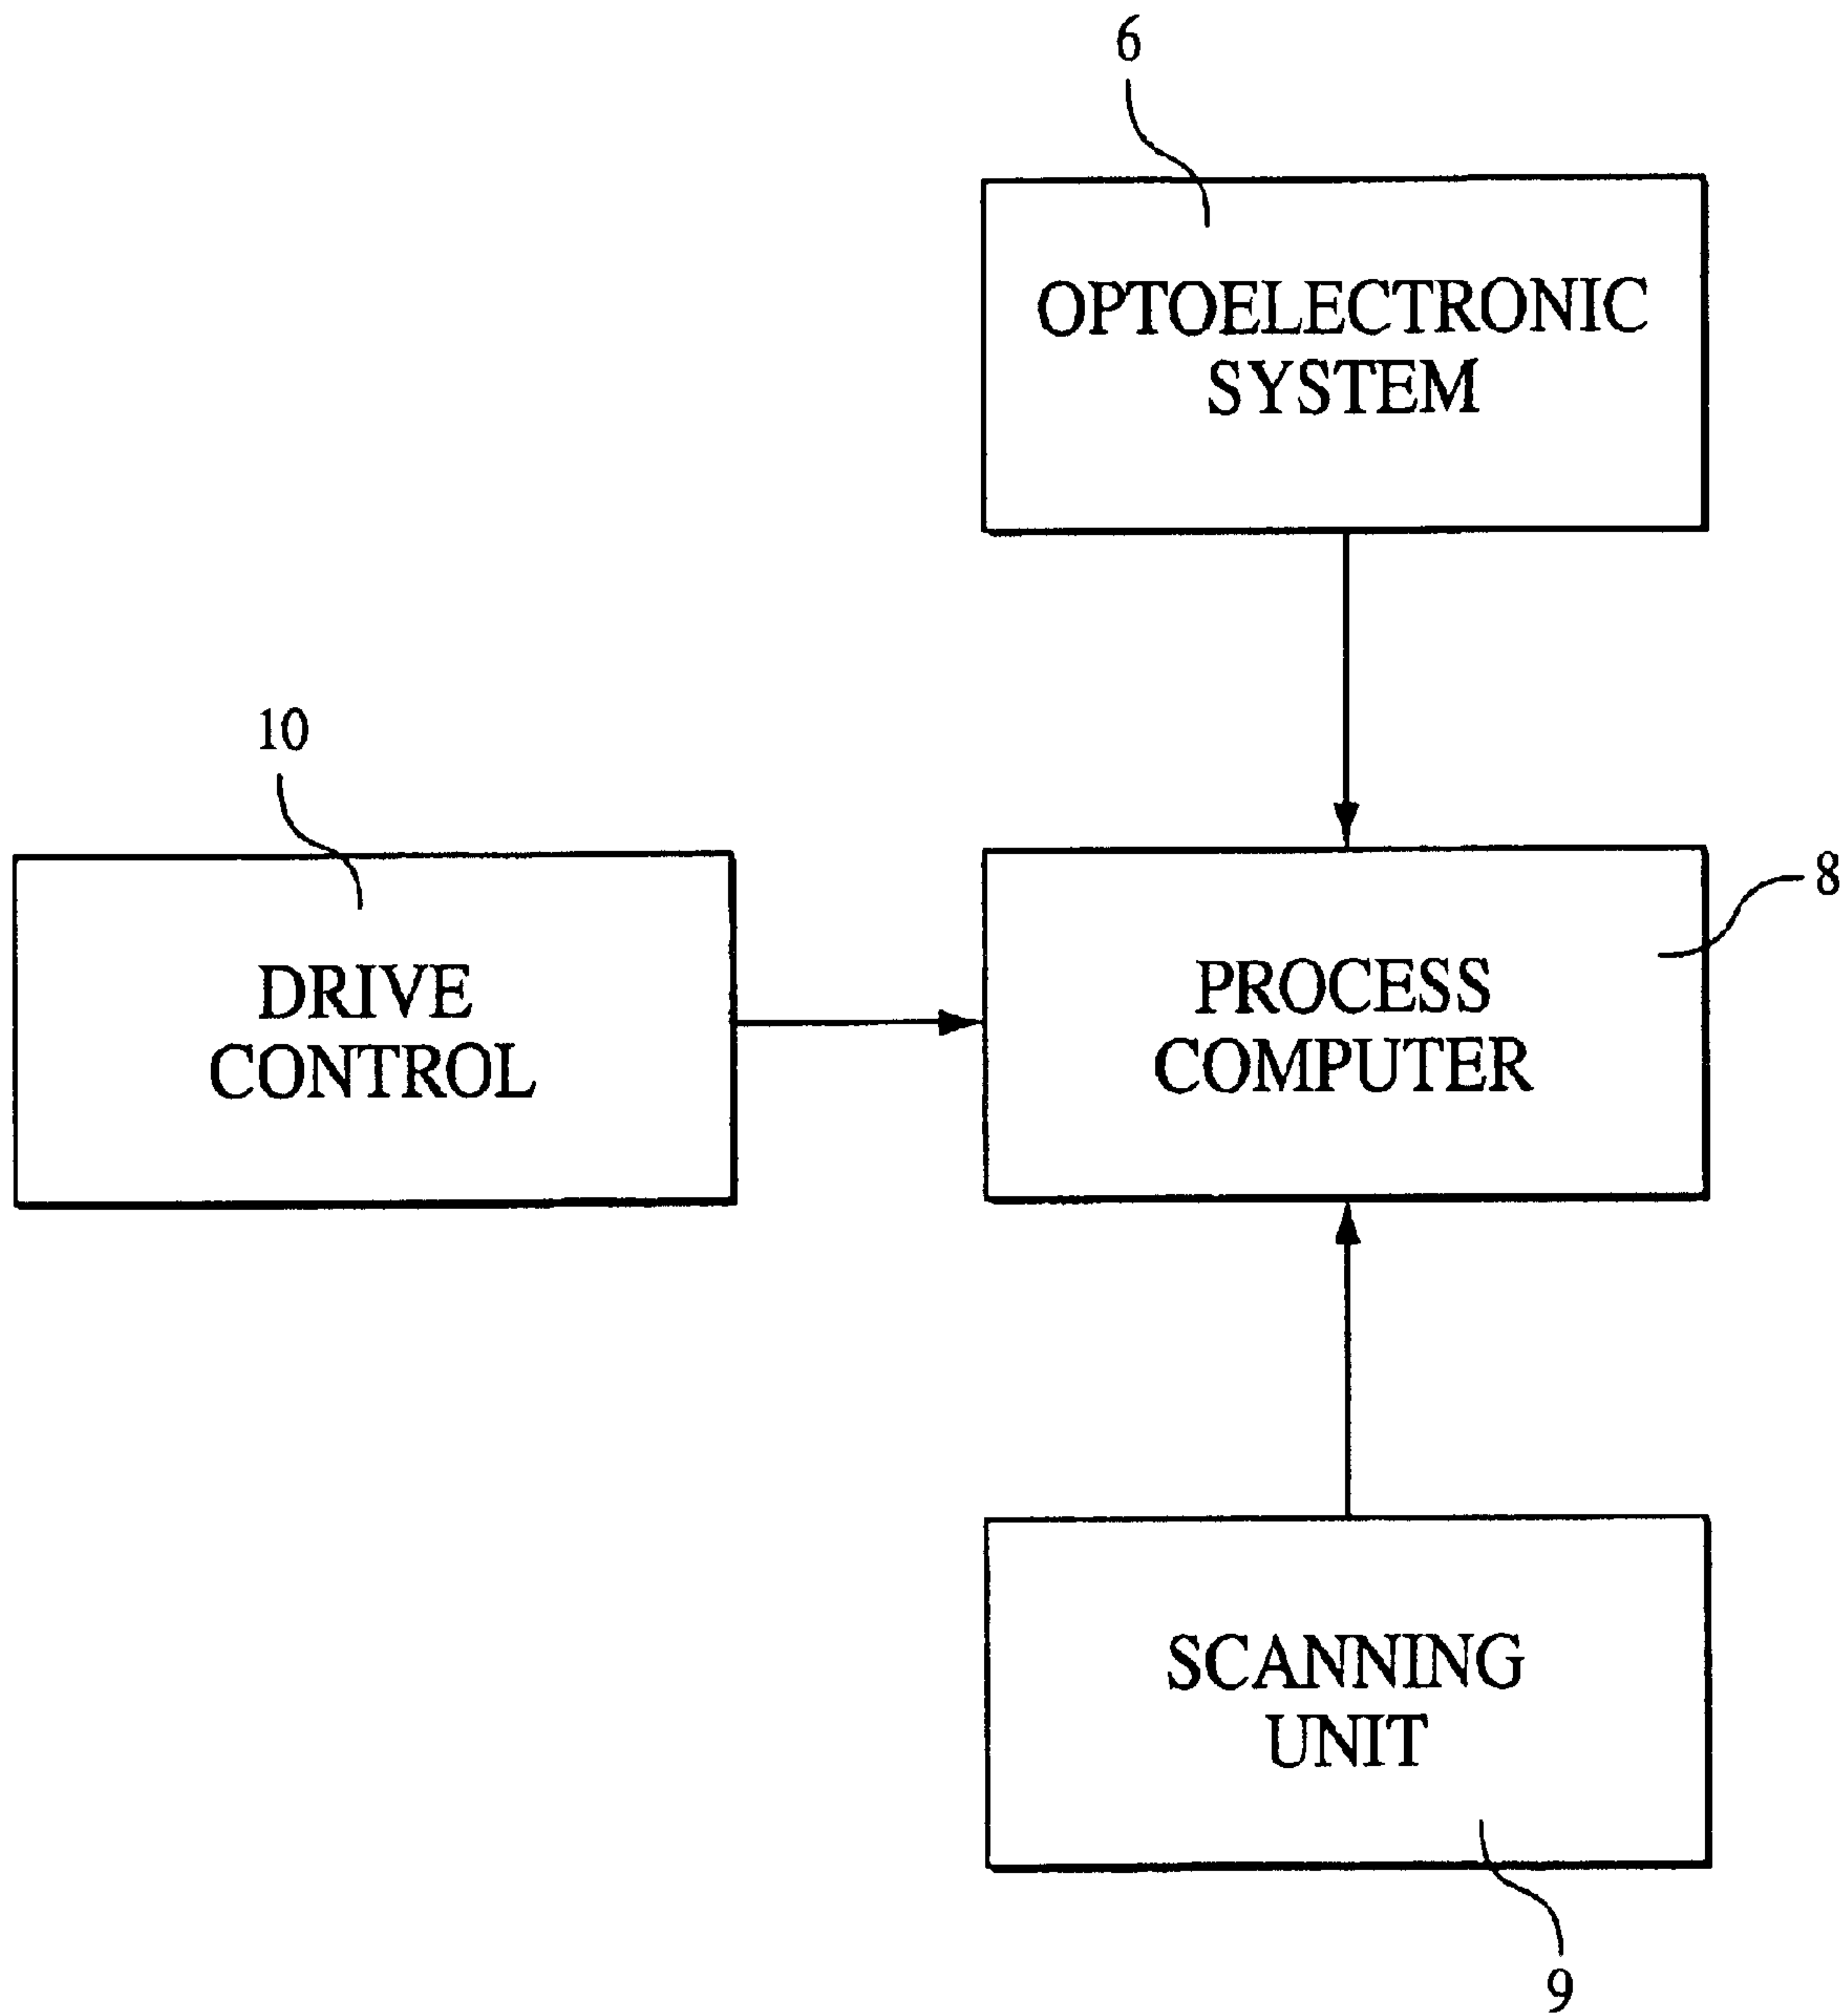 6
OPTOELECTRONIC
SYSTEM
10
DRIVE
CONTROL
8
PROCESS
COMPUTER
SCANNING
UNIT
9